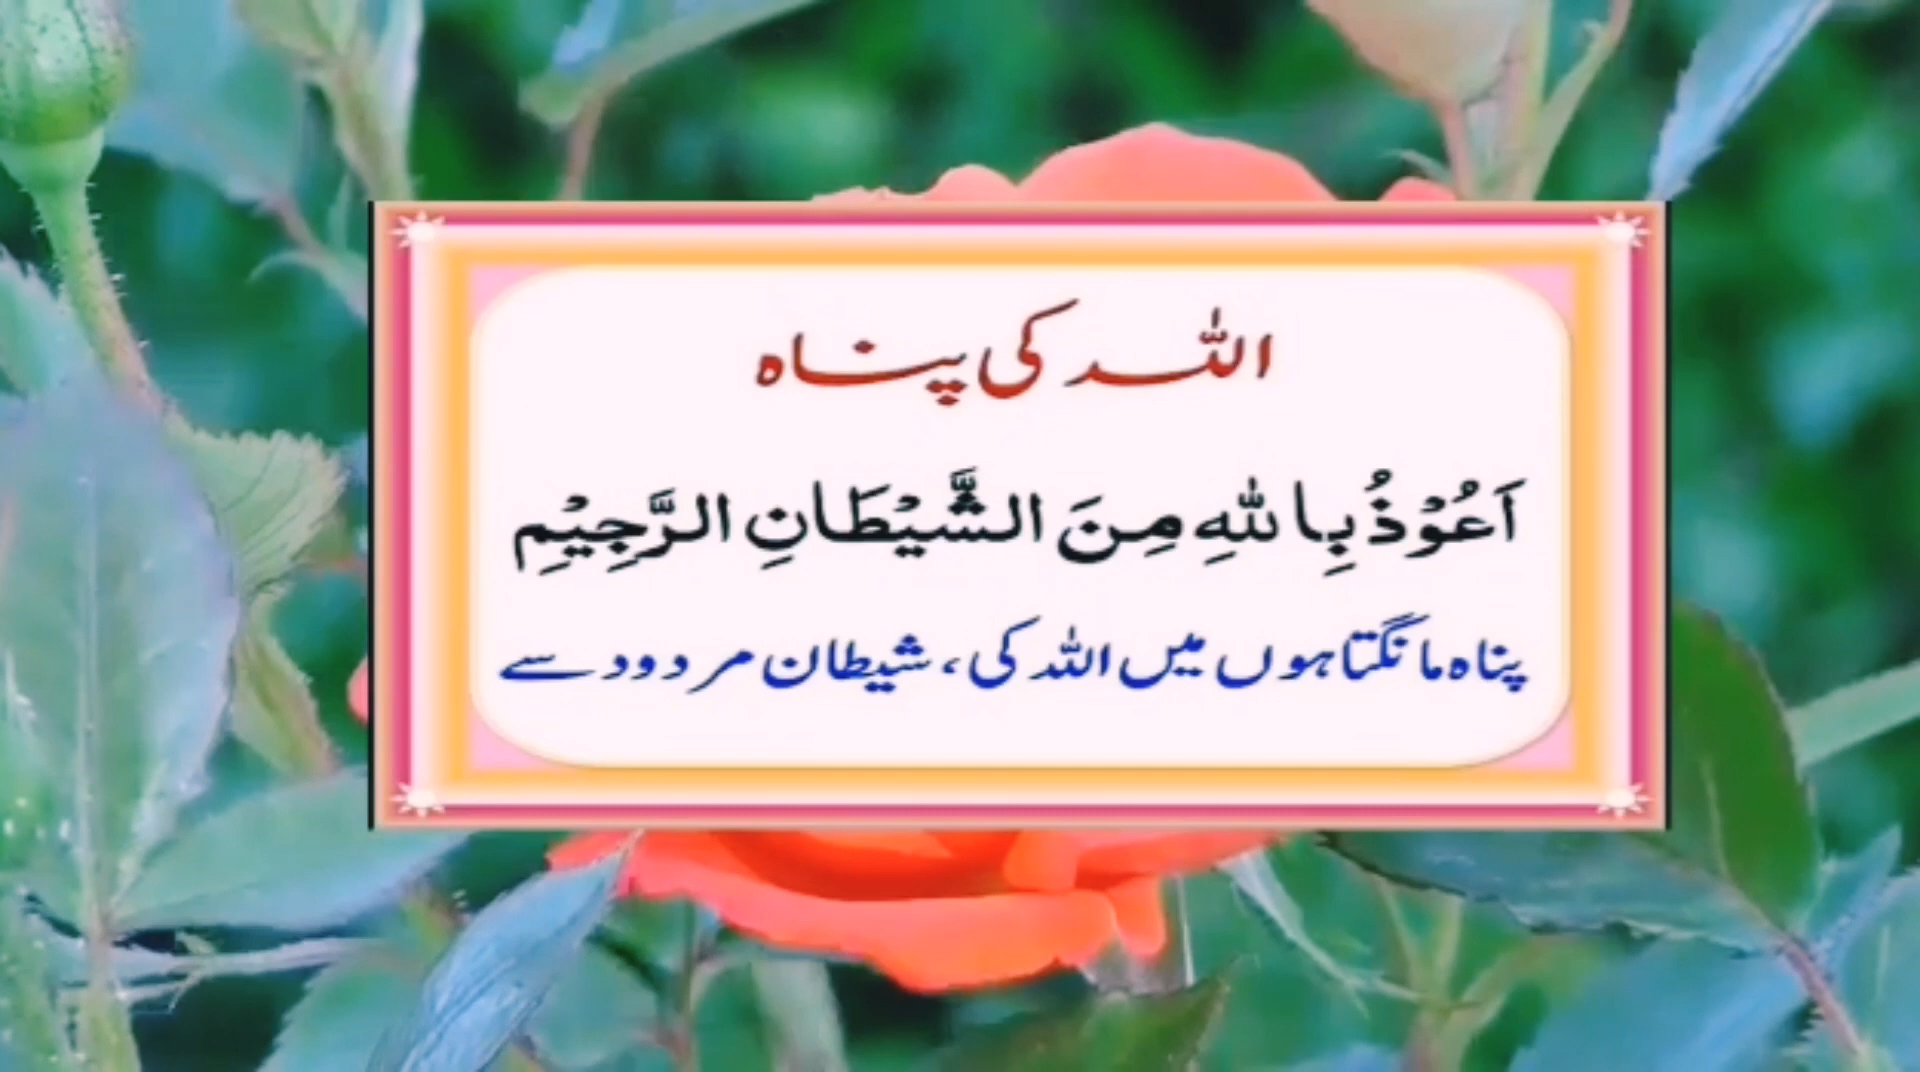 اللہ کی پناہ
اَعُوْذُ بِاللّٰهِ مِنَ الشَّيْطَانِ الرَّجِيْمِ
پناہ مانگتا ہوں میں اللہ کی، شیطان مردود سے